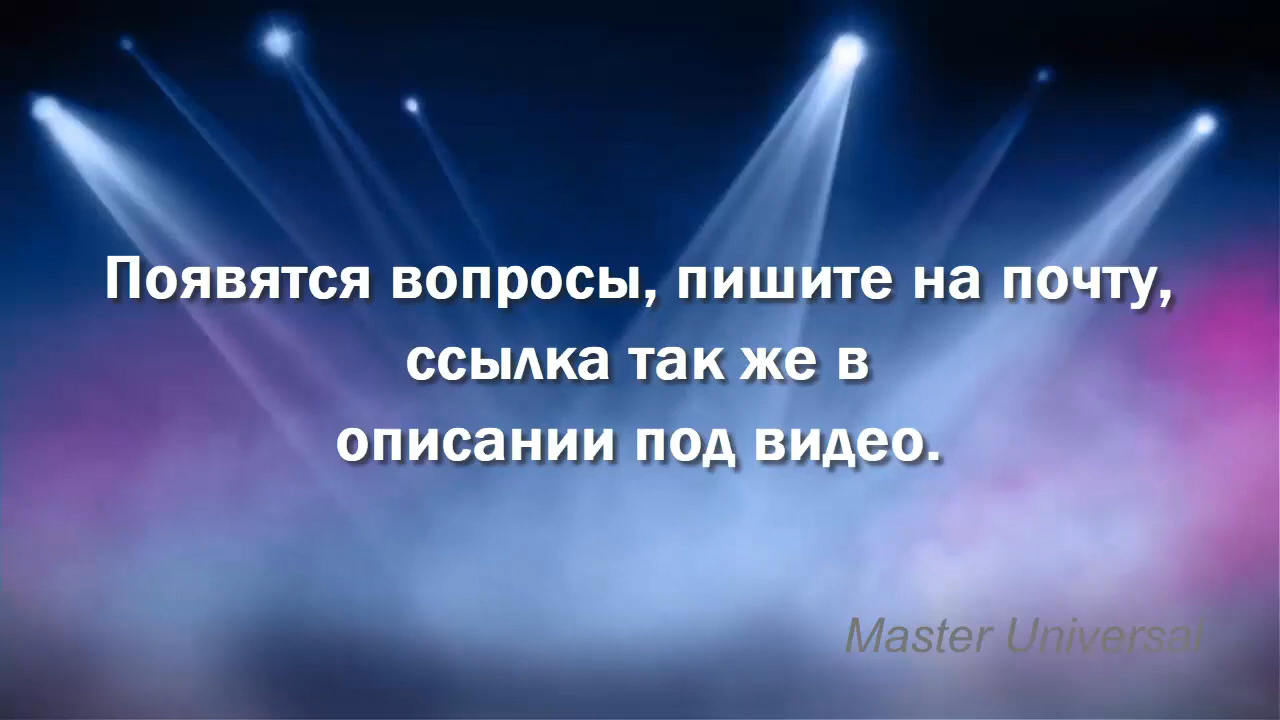 Появятся вопросы, пишите на почту,
ссылка так же в
описании под видео.
Master Universal